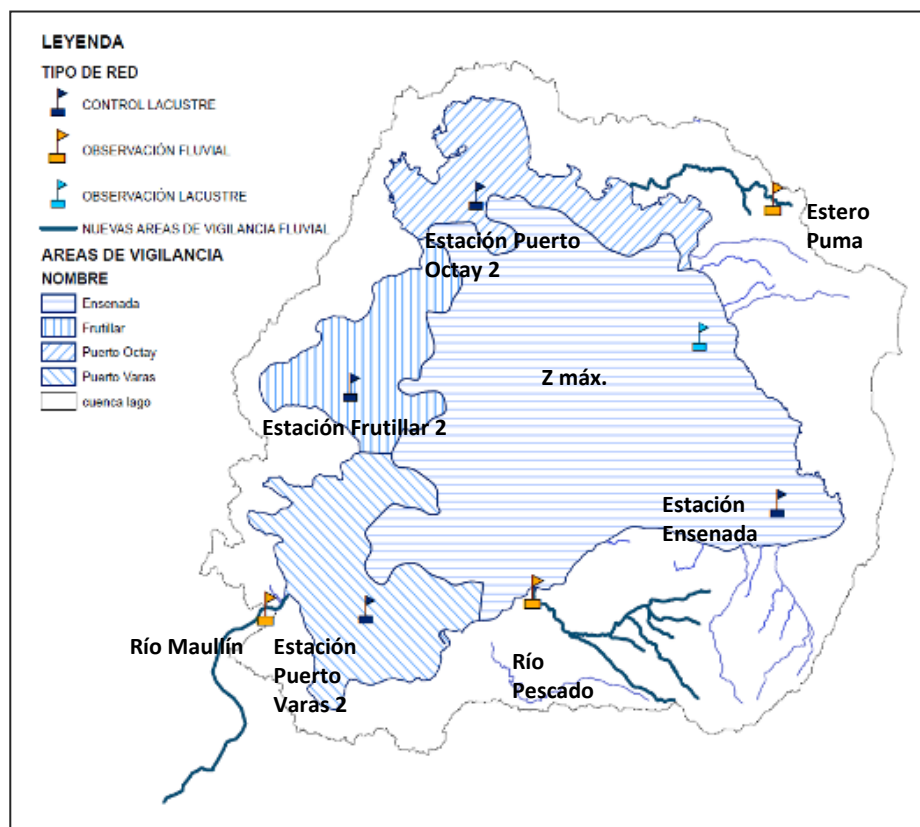 LEYENDA
TIPO DE RED
CONTROL LACUSTRE
OBSERVACIÓN FLUVIAL
OBSERVACIÓN LACUSTRE
NUEVAS AREAS DE VIGILANCIA FLUVIAL
AREAS DE VIGILANCIA
NOMBRE
Ensenada
Frutillar
Puerto Octay
Puerto Varas
cuenca lago
Estero
Puma
Estación Puerto
Octay 2
Z máx.
Estación Frutillar 2
Estación
Ensenada
Río Maullín
Estación
Puerto
Varas 2
Río
Pescado